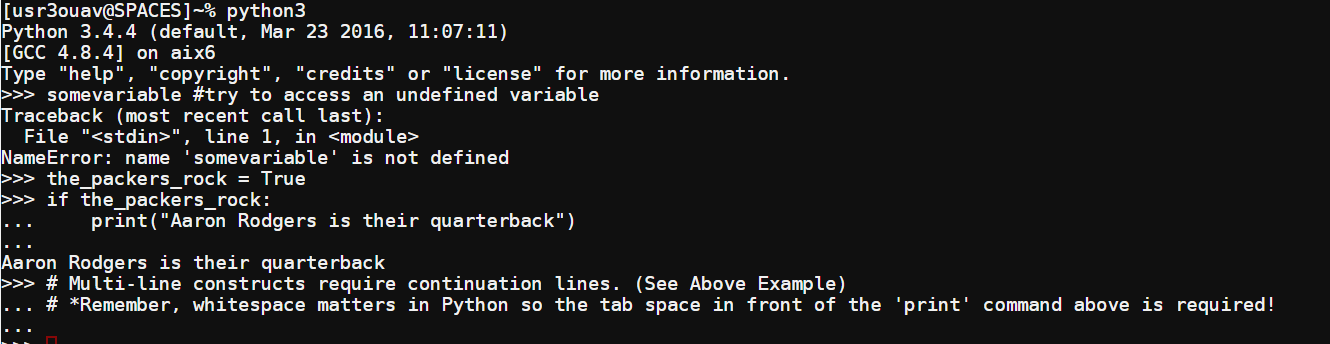 [usr3ouav@SPACES]~% python3
Python 3.4.4 (default, Mar 23 2016, 11:07:11)
[GCC 4.8.4] on aix6
Type "help", "copyright", "credits" or "license" for more information.
>>> somevariable #try to access an undefined variable
Traceback (most recent call last):
  File "<stdin>", line 1, in <module>
NameError: name 'somevariable' is not defined
>>> the_packers_rock = True
>>> if the_packers_rock:
...     print("Aaron Rodgers is their quarterback")
...
Aaron Rodgers is their quarterback
>>> # Multi-line constructs require continuation lines. (See Above Example)
... # *Remember, whitespace matters in Python so the tab space in front of the 'print' command above is required!
...
>>>